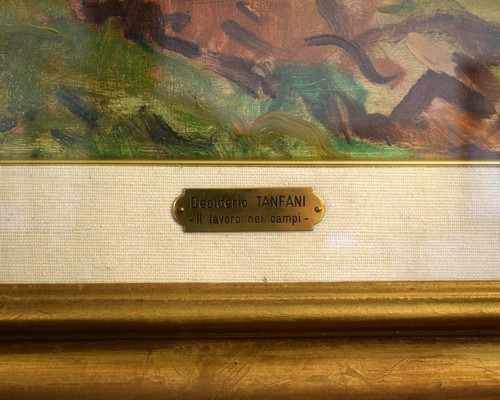 Desiderio TANFANI
- Il lavoro nei campi -